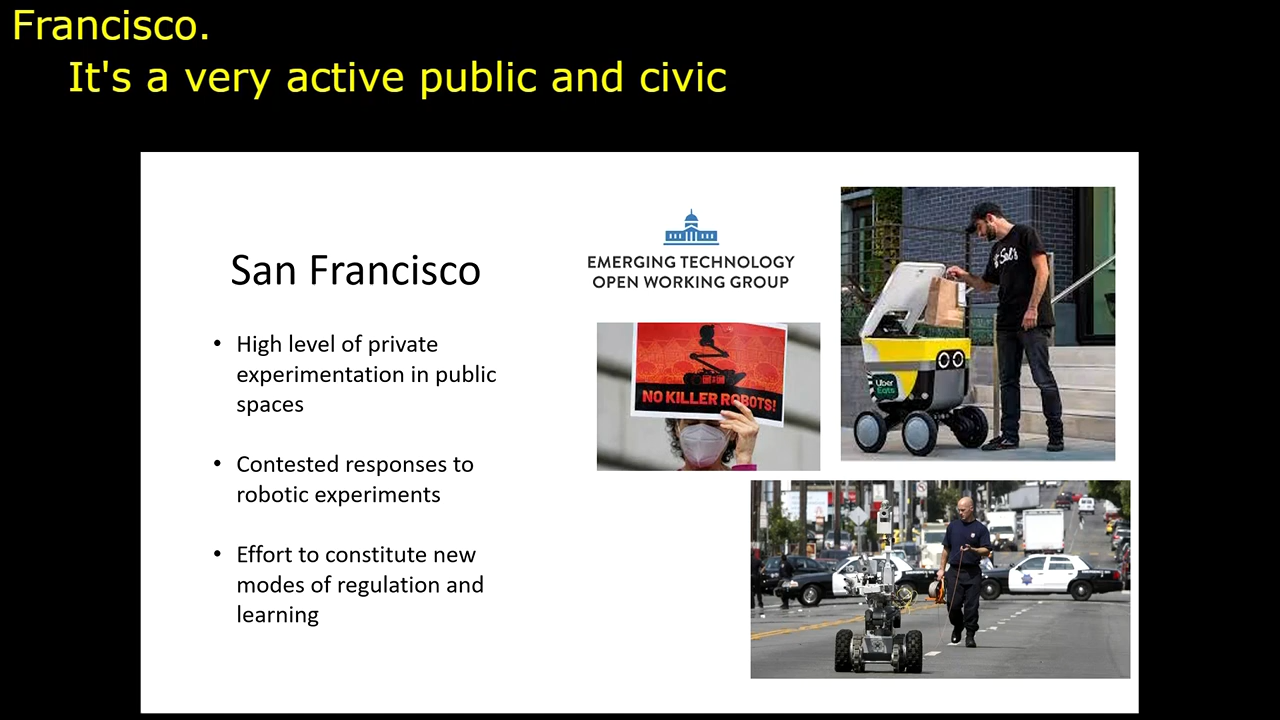 Francisco.
It's a very active public and civic
San Francisco
• High level of private
experimentation in public
spaces
• Contested responses to
robotic experiments
• Effort to constitute new
modes of regulation and
learning
EMERGING TECHNOLOGY
OPEN WORKING GROUP
NO KILLER ROBOTS!
Uber
Eats